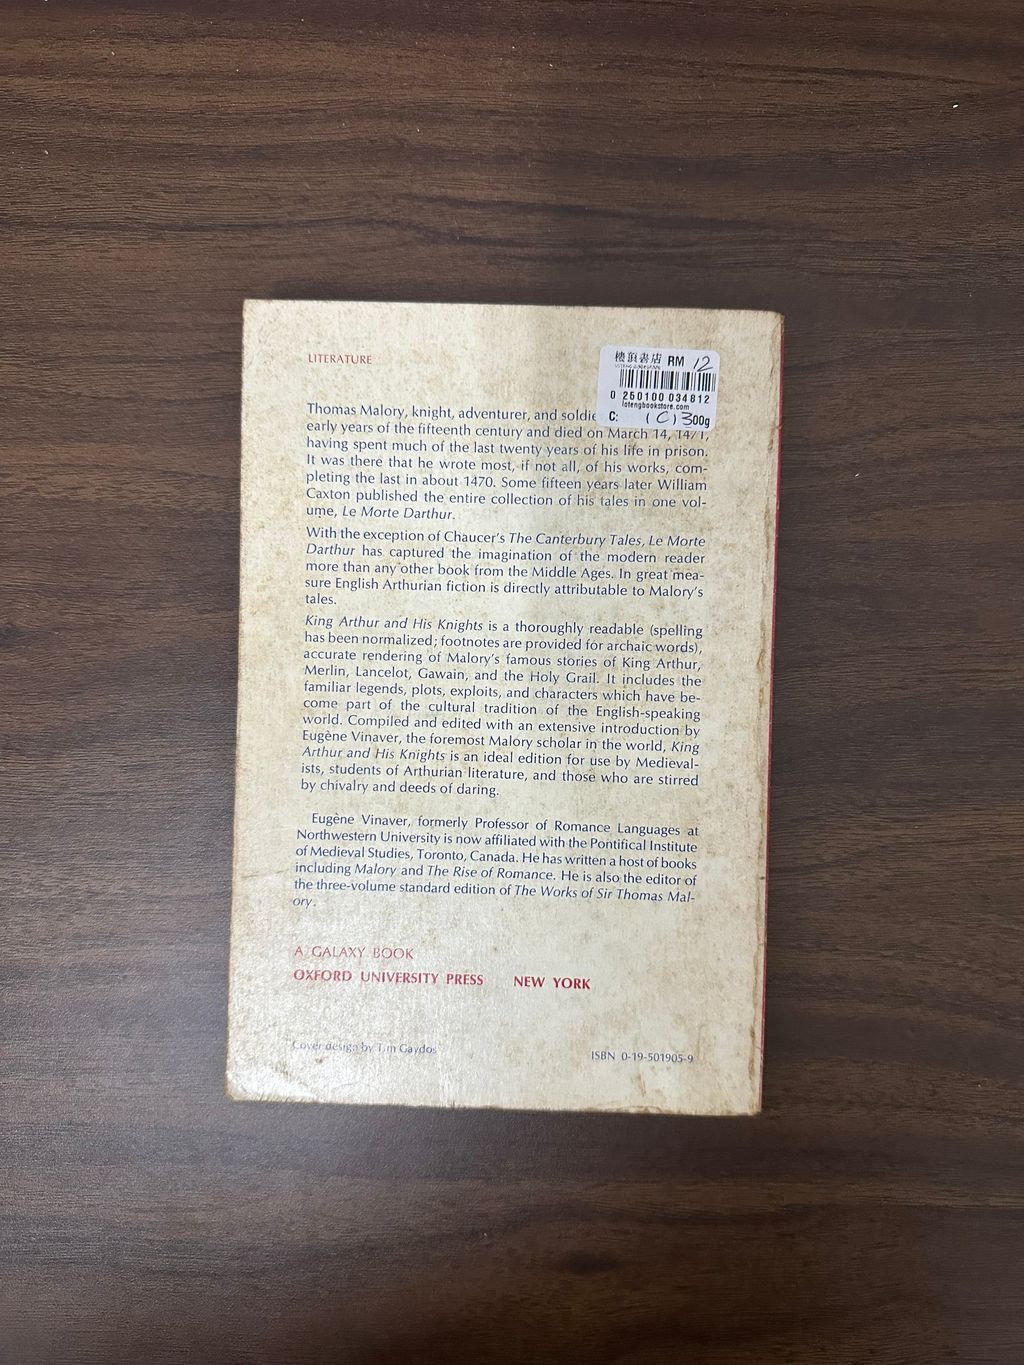 LITERATURE
樓頂書店 RM 12
0 250100 034812
lotengbookstore.com
C: (C) 300g
Thomas Malory, knight, adventurer, and soldie
early years of the fifteenth century and died on March 14, 1471,
having spent much of the last twenty years of his life in prison.
It was there that he wrote most, if not all, of his works, com-
pleting the last in about 1470. Some fifteen years later William
Caxton published the entire collection of his tales in one vol-
ume, Le Morte Darthur.
With the exception of Chaucer's The Canterbury Tales, Le Morte
Darthur has captured the imagination of the modern reader
more than any other book from the Middle Ages. In great mea-
sure English Arthurian fiction is directly attributable to Malory's
tales.
King Arthur and His Knights is a thoroughly readable (spelling
has been normalized; footnotes are provided for archaic words),
accurate rendering of Malory's famous stories of King Arthur,
Merlin, Lancelot, Gawain, and the Holy Grail. It includes the
familiar legends, plots, exploits, and characters which have be-
come part of the cultural tradition of the English-speaking
world. Compiled and edited with an extensive introduction by
Eugène Vinaver, the foremost Malory scholar in the world, King
Arthur and His Knights is an ideal edition for use by Medieval-
ists, students of Arthurian literature, and those who are stirred
by chivalry and deeds of daring.
Eugène Vinaver, formerly Professor of Romance Languages at
Northwestern University is now affiliated with the Pontifical Institute
of Medieval Studies, Toronto, Canada. He has written a host of books
including Malory and The Rise of Romance. He is also the editor of
the three-volume standard edition of The Works of Sir Thomas Mal-
ory.
A GALAXY BOOK
OXFORD UNIVERSITY PRESS NEW YORK
Cover design by Tim Gaydos
ISBN 0-19-501905-9